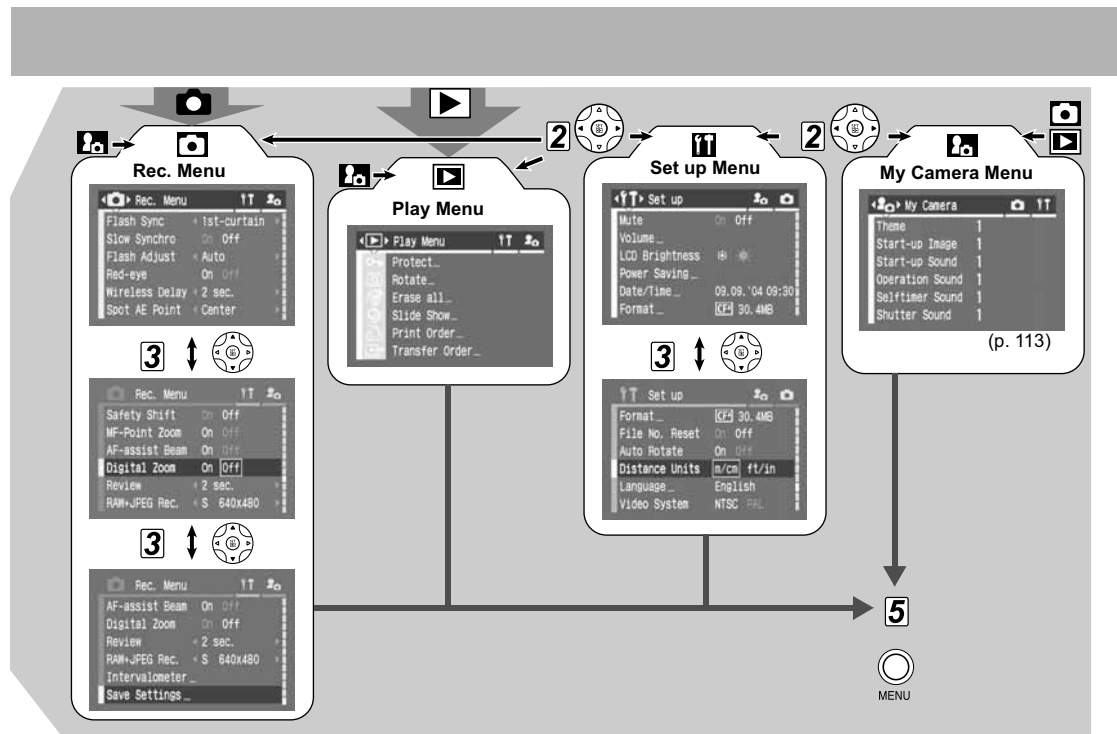 2
2
Rec. Menu
Rec. Menu
Flash Sync 1st-curtain
Slow Synchro On Off
Flash Adjust Auto
Red-eye On Off
Wireless Delay 2 sec.
Spot AE Point Center
3
Rec. Menu
Safety Shift On Off
MF-Point Zoom On Off
AF-assist Beam On Off
Digital Zoom On Off
Review 2 sec.
RAW+JPEG Rec. S 640x480
3
Rec. Menu
AF-assist Beam On Off
Digital Zoom On Off
Review 2 sec.
RAW+JPEG Rec. S 640x480
Intervalometer…
Save Settings…
Play Menu
Play Menu
Protect…
Rotate…
Erase all…
Slide Show…
Print Order…
Transfer Order…
Set up Menu
Set up
Mute On Off
Volume…
LCD Brightness
Power Saving…
Date/Time… 09.09.'04 09:30
Format… CF 30.4MB
3
Set up
Format… CF 30.4MB
File No. Reset On Off
Auto Rotate On Off
Distance Units m/cm ft/in
Language… English
Video System NTSC PAL
My Camera Menu
My Camera
Theme 1
Start-up Image 1
Start-up Sound 1
Operation Sound 1
Selftimer Sound 1
Shutter Sound 1
(p. 113)
5
MENU